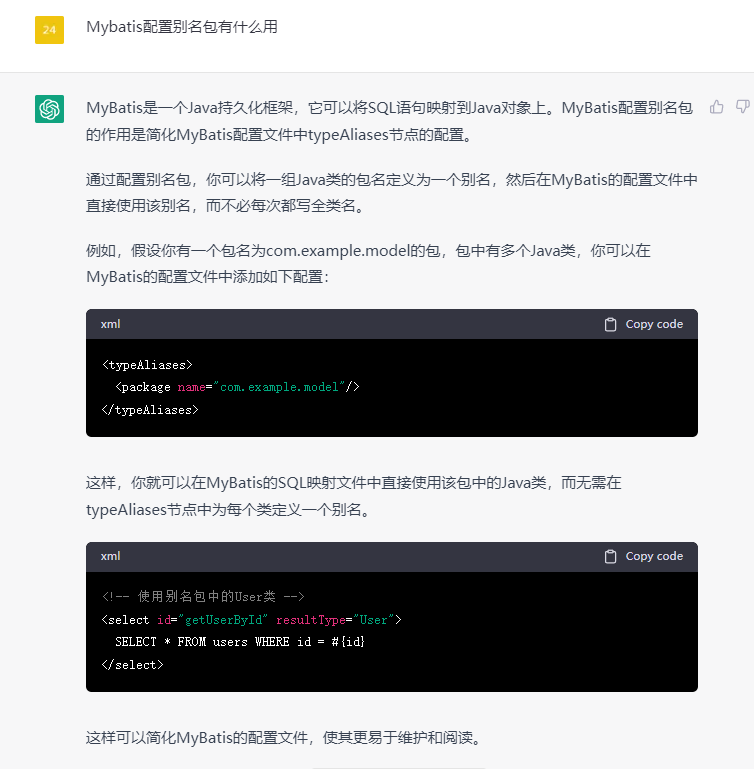 24
Mybatis配置别名包有什么用
MyBatis是一个Java持久化框架，它可以将SQL语句映射到Java对象上。MyBatis配置别名包
的作用是简化MyBatis配置文件中typeAliases节点的配置。
通过配置别名包，你可以将一组Java类的包名定义为一个别名，然后在MyBatis的配置文件中
直接使用该别名，而不必每次都写全类名。
例如，假设你有一个包名为com.example.model的包，包中有多个Java类，你可以在
MyBatis的配置文件中添加如下配置：
xml
Copy code
<typeAliases>
  <package name="com.example.model"/>
</typeAliases>
这样，你就可以在MyBatis的SQL映射文件中直接使用该包中的Java类，而无需在
typeAliases节点中为每个类定义一个别名。
xml
Copy code
<!-- 使用别名包中的User类 -->
<select id="getUserById" resultType="User">
  SELECT * FROM users WHERE id = #{id}
</select>
这样可以简化MyBatis的配置文件，使其更易于维护和阅读。